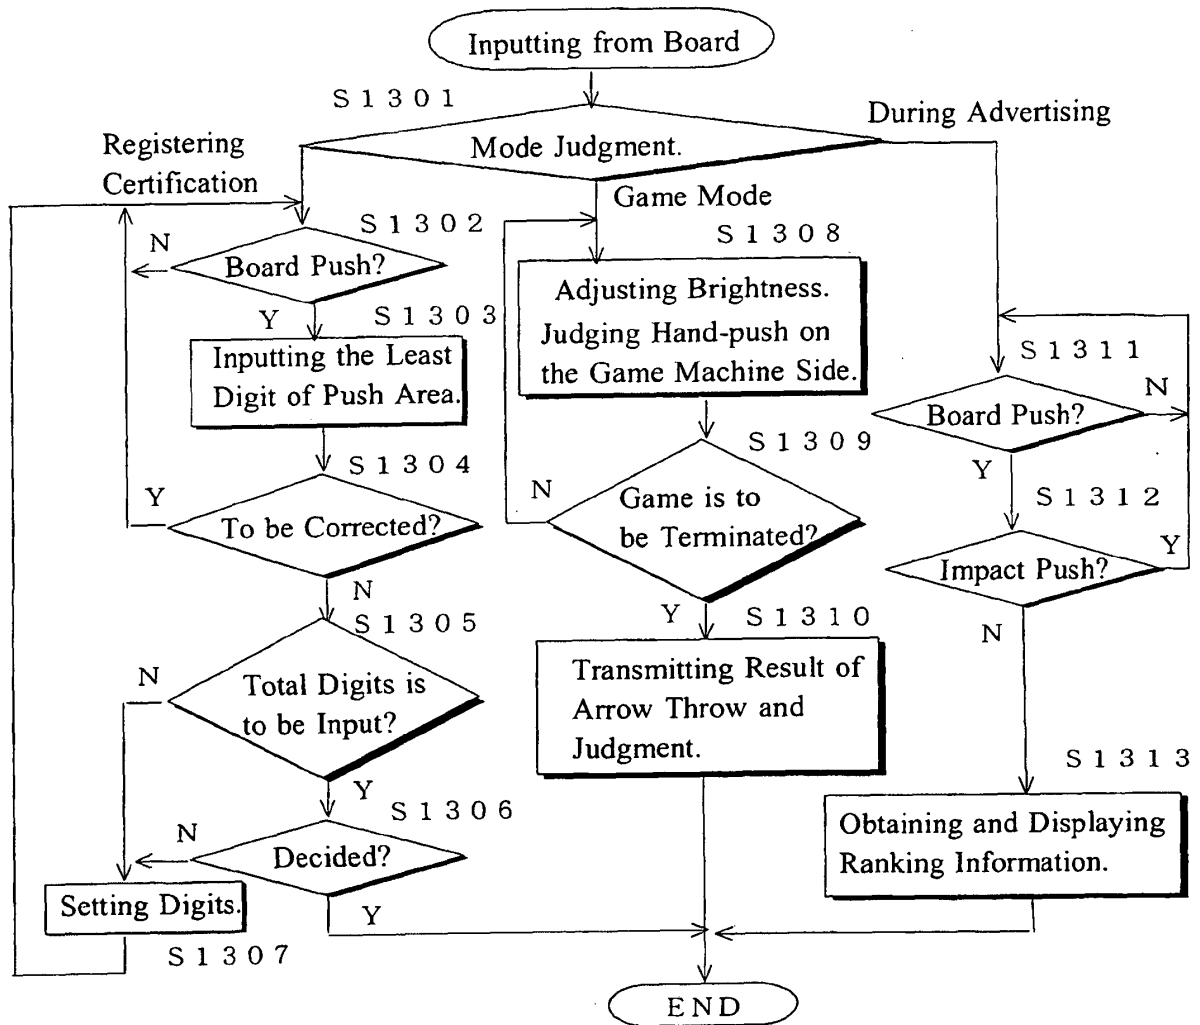 Inputting from Board
S1301
During Advertising
Registering
Certification
Mode Judgment.
Game Mode
S1302
S1308
N
Board Push?
Y
S1303
Adjusting Brightness.
Judging Hand-push on
the Game Machine Side.
Inputting the Least
Digit of Push Area.
S1311
N
Board Push?
Y
S1304
S1309
Y
To be Corrected?
N
N
Game is to
be Terminated?
Y
S1312
Impact Push?
Y
N
S1305
S1310
N
Total Digits is
to be Input?
Y
Transmitting Result of
Arrow Throw and
Judgment.
S1313
S1306
N
Decided?
Y
Obtaining and Displaying
Ranking Information.
Setting Digits.
S1307
END